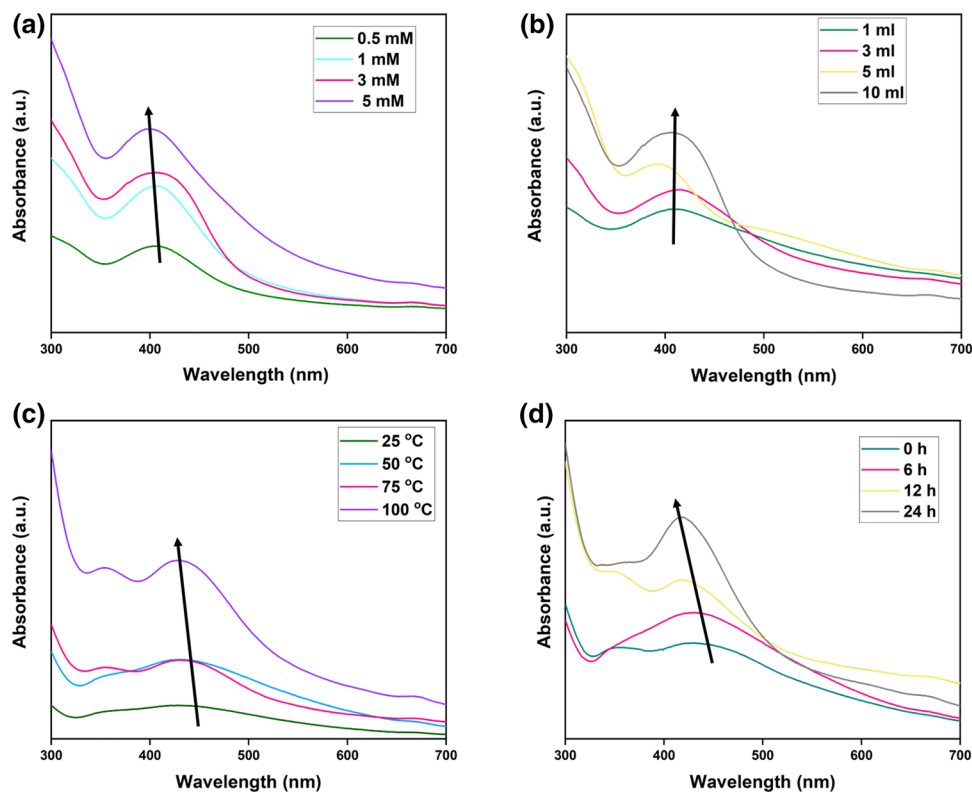 (a)
0.5 mM
1 mM
3 mM
5 mM
Absorbance (a.u.)
300 400 500 600 700
Wavelength (nm)
(b)
1 ml
3 ml
5 ml
10 ml
Absorbance (a.u.)
300 400 500 600 700
Wavelength (nm)
(c)
25 °C
50 °C
75 °C
100 °C
Absorbance (a.u.)
300 400 500 600 700
Wavelength (nm)
(d)
0 h
6 h
12 h
24 h
Absorbance (a.u.)
300 400 500 600 700
Wavelength (nm)